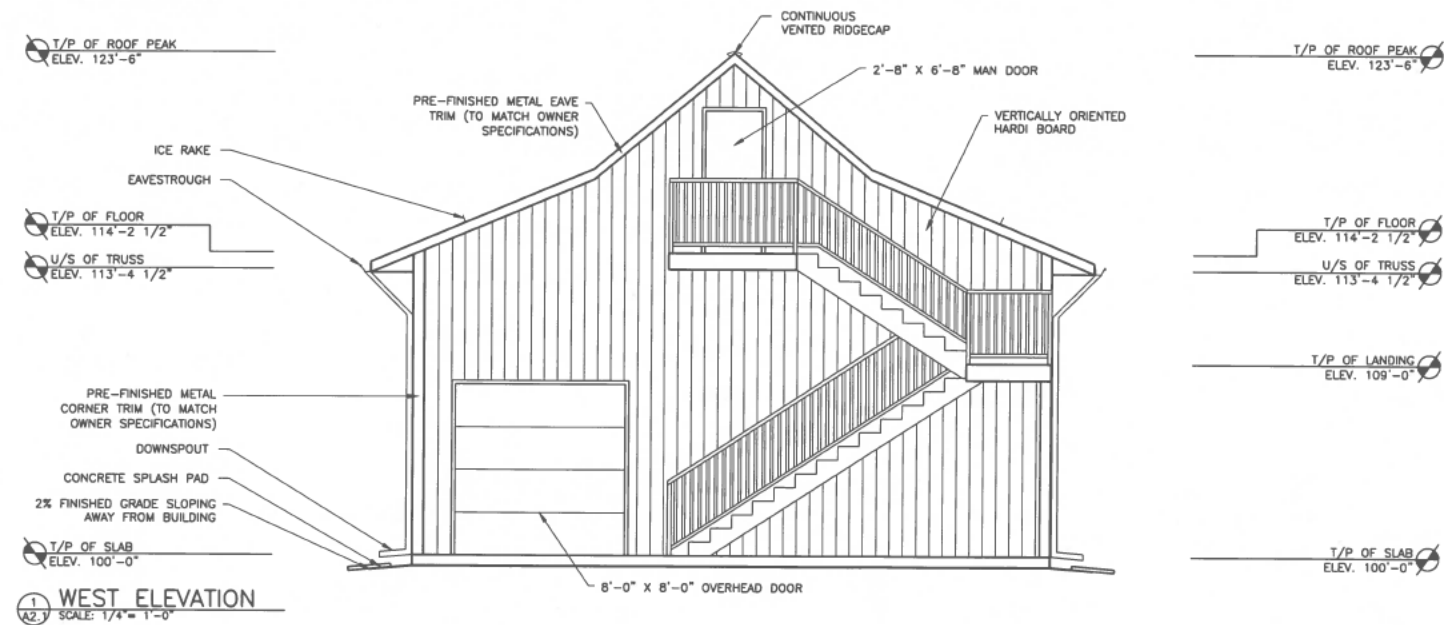 CONTINUOUS
VENTED RIDGECAP
T/P OF ROOF PEAK
ELEV. 123'-6"
T/P OF ROOF PEAK
ELEV. 123'-6"
2'-8" X 6'-8" MAN DOOR
PRE-FINISHED METAL EAVE
TRIM (TO MATCH OWNER
SPECIFICATIONS)
VERTICALLY ORIENTED
HARDI BOARD
ICE RAKE
EAVESTROUGH
T/P OF FLOOR
ELEV. 114'-2 1/2"
T/P OF FLOOR
ELEV. 114'-2 1/2"
U/S OF TRUSS
ELEV. 113'-4 1/2"
U/S OF TRUSS
ELEV. 113'-4 1/2"
T/P OF LANDING
ELEV. 109'-0"
PRE-FINISHED METAL
CORNER TRIM (TO MATCH
OWNER SPECIFICATIONS)
DOWNSPOUT
CONCRETE SPLASH PAD
2% FINISHED GRADE SLOPING
AWAY FROM BUILDING
T/P OF SLAB
ELEV. 100'-0"
T/P OF SLAB
ELEV. 100'-0"
8'-0" X 8'-0" OVERHEAD DOOR
1
A2.1
WEST ELEVATION
SCALE: 1/4"= 1'-0"